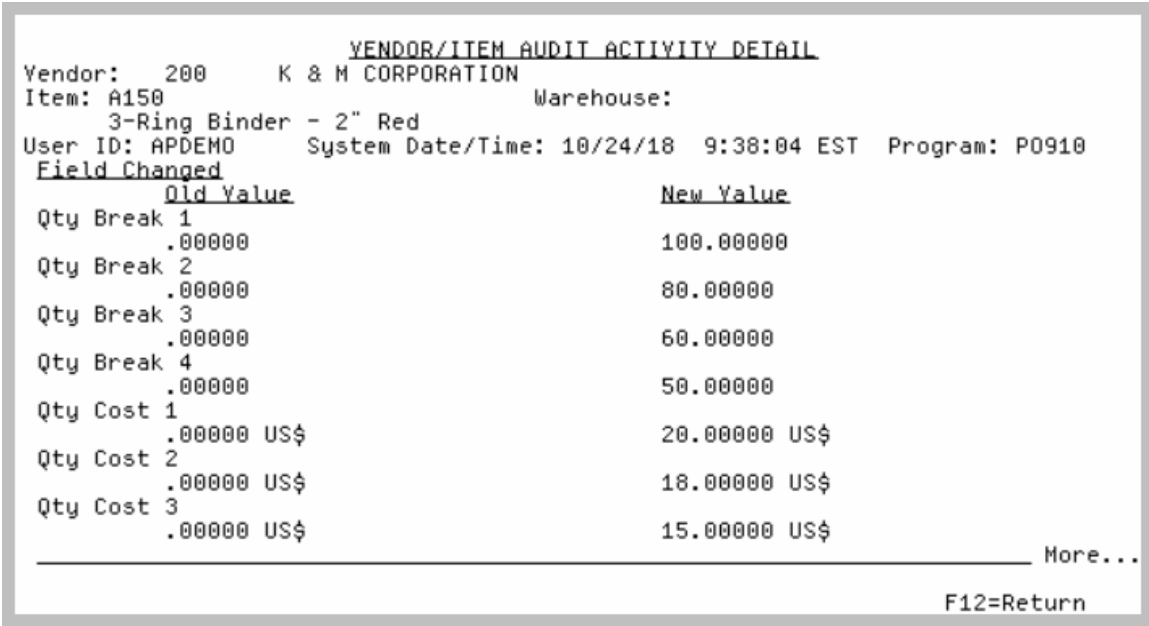 VENDOR/ITEM AUDIT ACTIVITY DETAIL
Vendor: 200 K & M CORPORATION
Item: A150 Warehouse:
3-Ring Binder - 2" Red
User ID: APDEMO System Date/Time: 10/24/18 9:38:04 EST Program: PO910
Field Changed
Old Value New Value
Qty Break 1
.00000 100.00000
Qty Break 2
.00000 80.00000
Qty Break 3
.00000 60.00000
Qty Break 4
.00000 50.00000
Qty Cost 1
.00000 US$ 20.00000 US$
Qty Cost 2
.00000 US$ 18.00000 US$
Qty Cost 3
.00000 US$ 15.00000 US$
More...
F12=Return